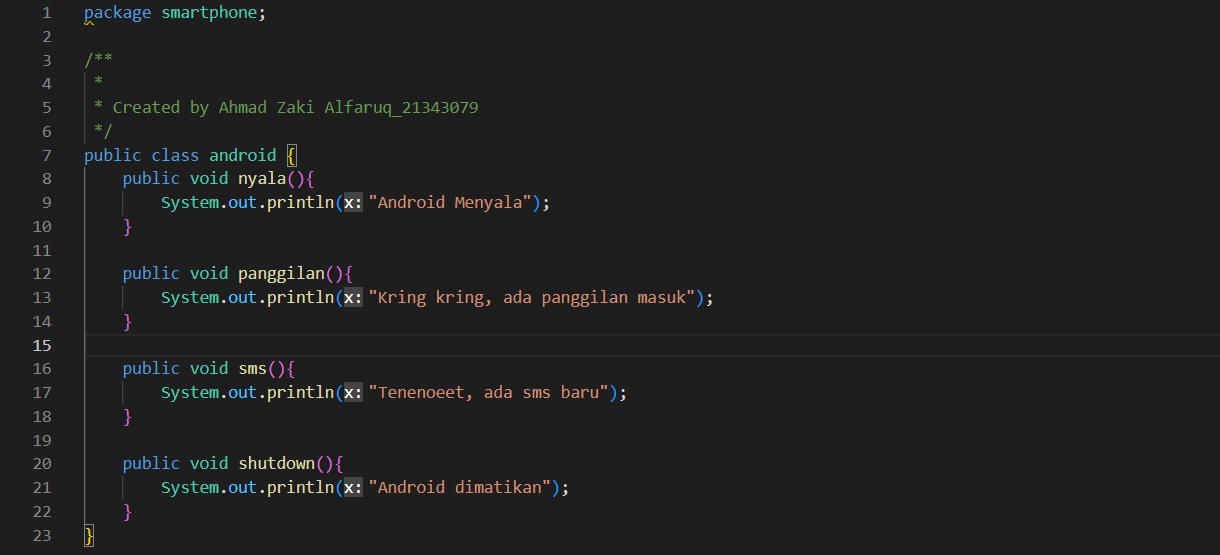 1 package smartphone;
2
3 /**
4  *
5  * Created by Ahmad Zaki Alfaruq_21343079
6  */
7 public class android {
8     public void nyala(){
9         System.out.println(x: "Android Menyala");
10     }
11
12     public void panggilan(){
13         System.out.println(x: "Kring kring, ada panggilan masuk");
14     }
15
16     public void sms(){
17         System.out.println(x: "Tenenoeet, ada sms baru");
18     }
19
20     public void shutdown(){
21         System.out.println(x: "Android dimatikan");
22     }
23 }